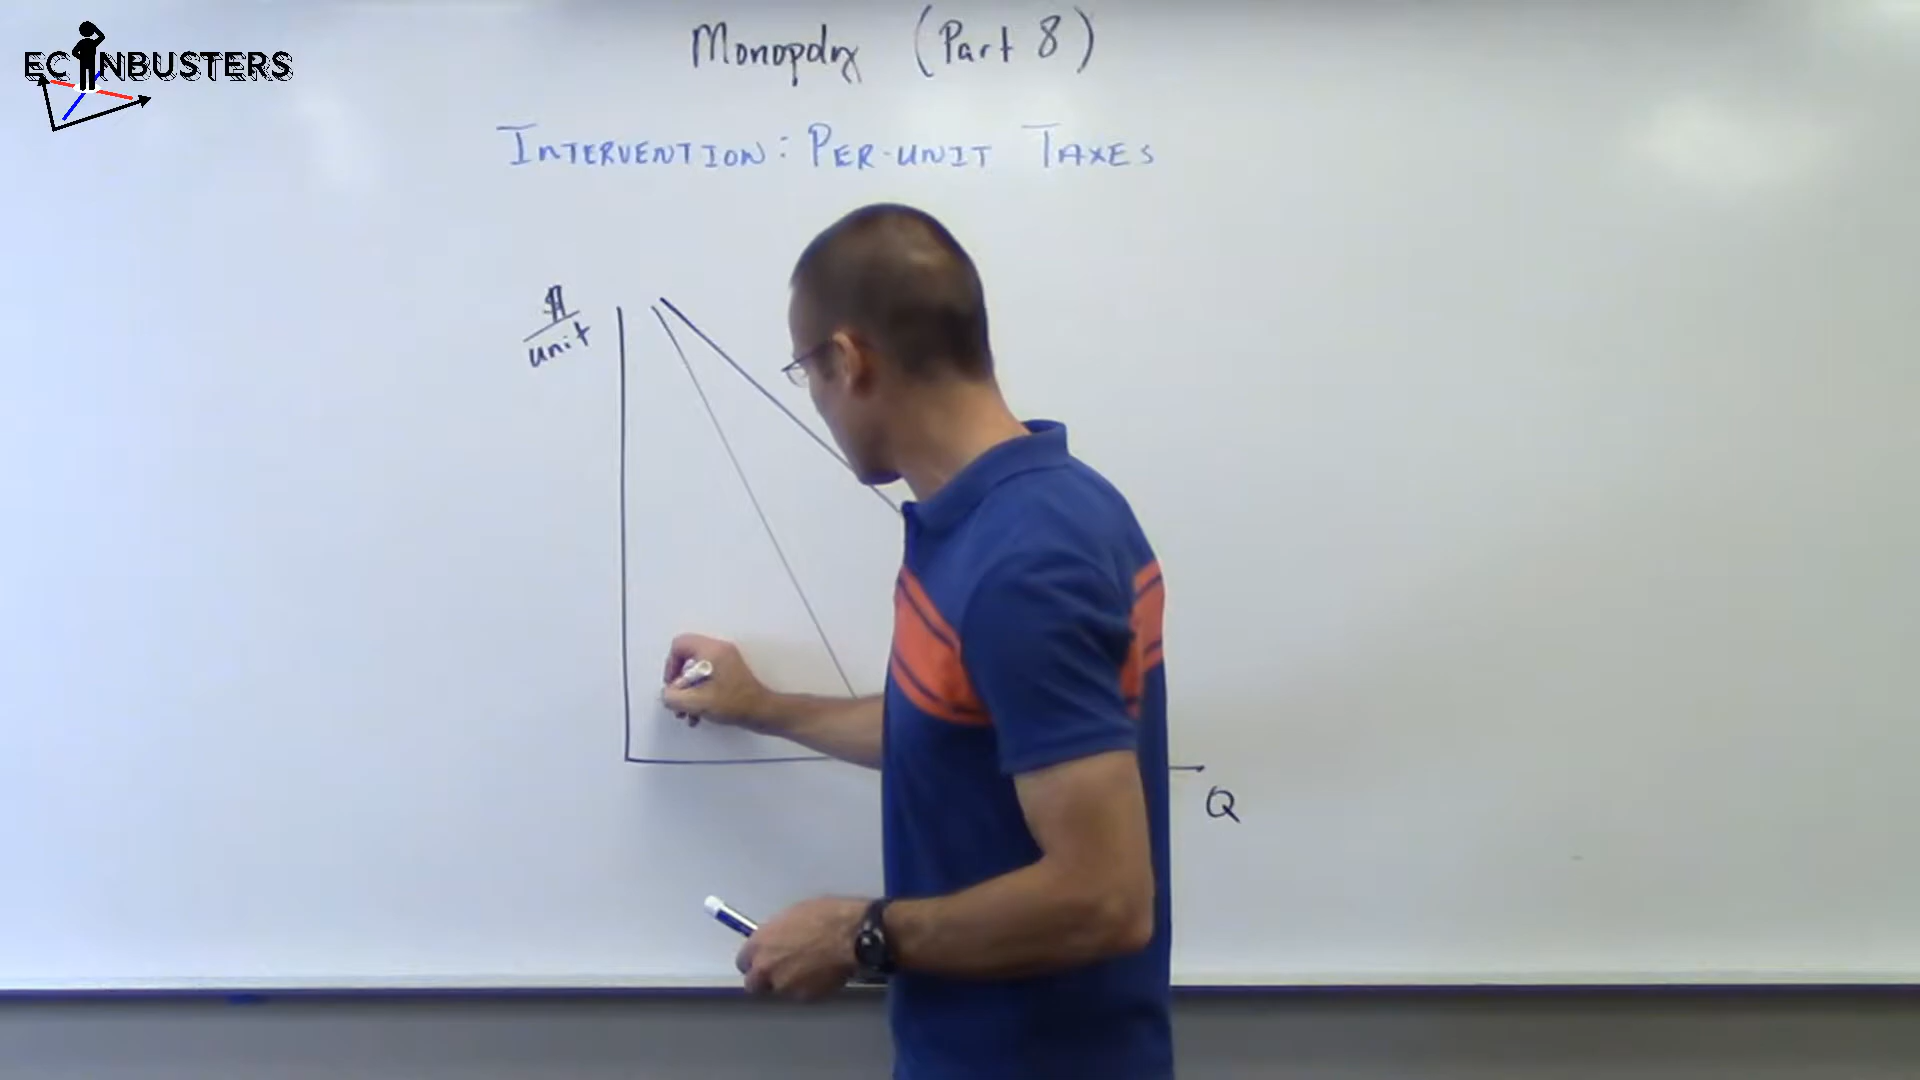 ECONBUSTERS
Monopoly (Part 8)
INTERVENTION: PER-UNIT TAXES
$
unit
Q